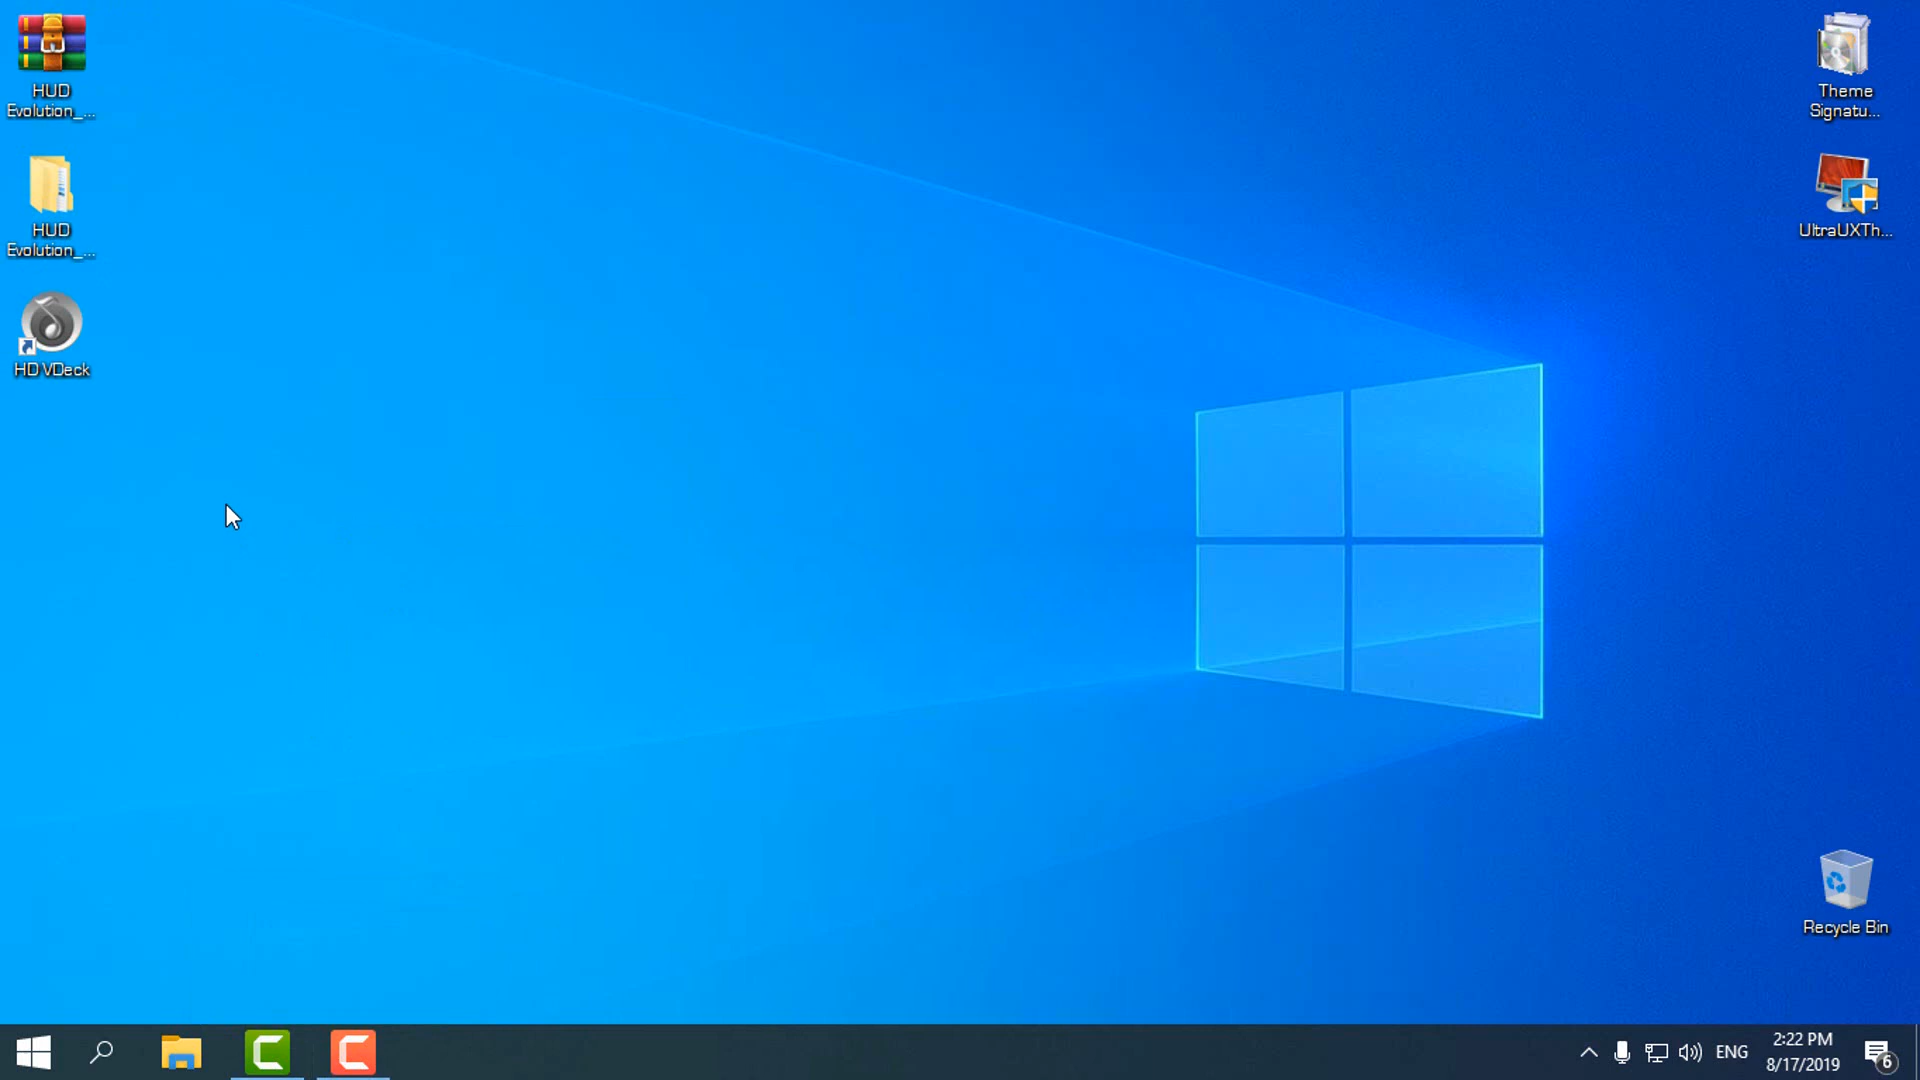 HUD
Evolution_...
HUD
Evolution_...
HD VDeck
Theme
Signatu...
UltraUXTh...
Recycle Bin
ENG
2:22 PM
8/17/2019
6